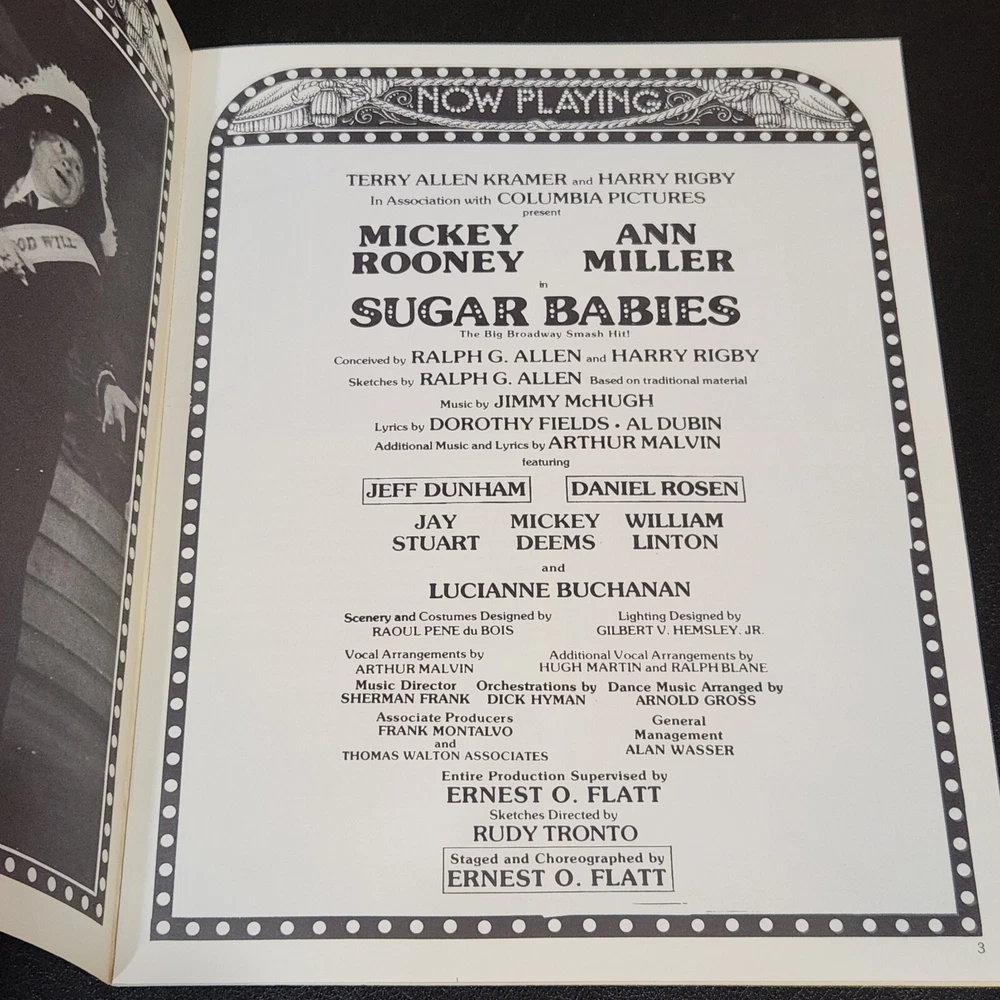 OD WILL
NOW PLAYING
TERRY ALLEN KRAMER and HARRY RIGBY
In Association with COLUMBIA PICTURES
present
MICKEY ROONEY
ANN MILLER
in
SUGAR BABIES
The Big Broadway Smash Hit!
Conceived by RALPH G. ALLEN and HARRY RIGBY
Sketches by RALPH G. ALLEN Based on traditional material
Music by JIMMY McHUGH
Lyrics by DOROTHY FIELDS • AL DUBIN
Additional Music and Lyrics by ARTHUR MALVIN
featuring
JEFF DUNHAM DANIEL ROSEN
JAY STUART
MICKEY DEEMS
WILLIAM LINTON
and
LUCIANNE BUCHANAN
Scenery and Costumes Designed by
RAOUL PENE du BOIS
Lighting Designed by
GILBERT V. HEMSLEY, JR.
Vocal Arrangements by
ARTHUR MALVIN
Additional Vocal Arrangements by
HUGH MARTIN and RALPH BLANE
Music Director
SHERMAN FRANK
Orchestrations by
DICK HYMAN
Dance Music Arranged by
ARNOLD GROSS
Associate Producers
FRANK MONTALVO
and
THOMAS WALTON ASSOCIATES
General
Management
ALAN WASSER
Entire Production Supervised by
ERNEST O. FLATT
Sketches Directed by
RUDY TRONTO
Staged and Choreographed by
ERNEST O. FLATT
3